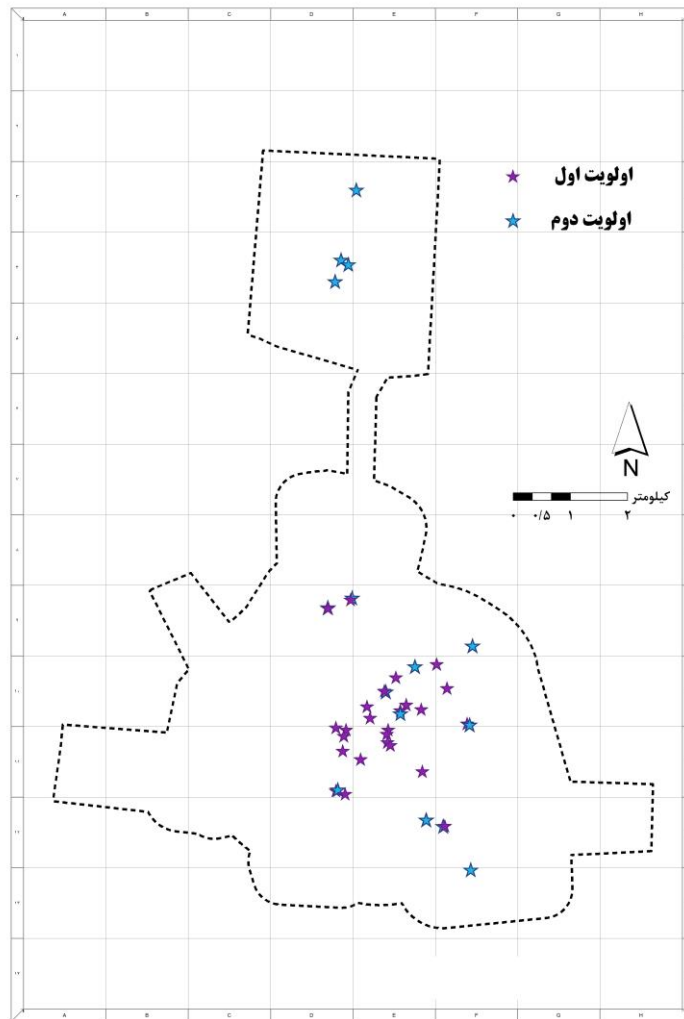 A B C D E F G H
اولویت اول
اولویت دوم
N
کیلومتر
۰ ۰/۵ ۱ ۲
A B C D E F G H